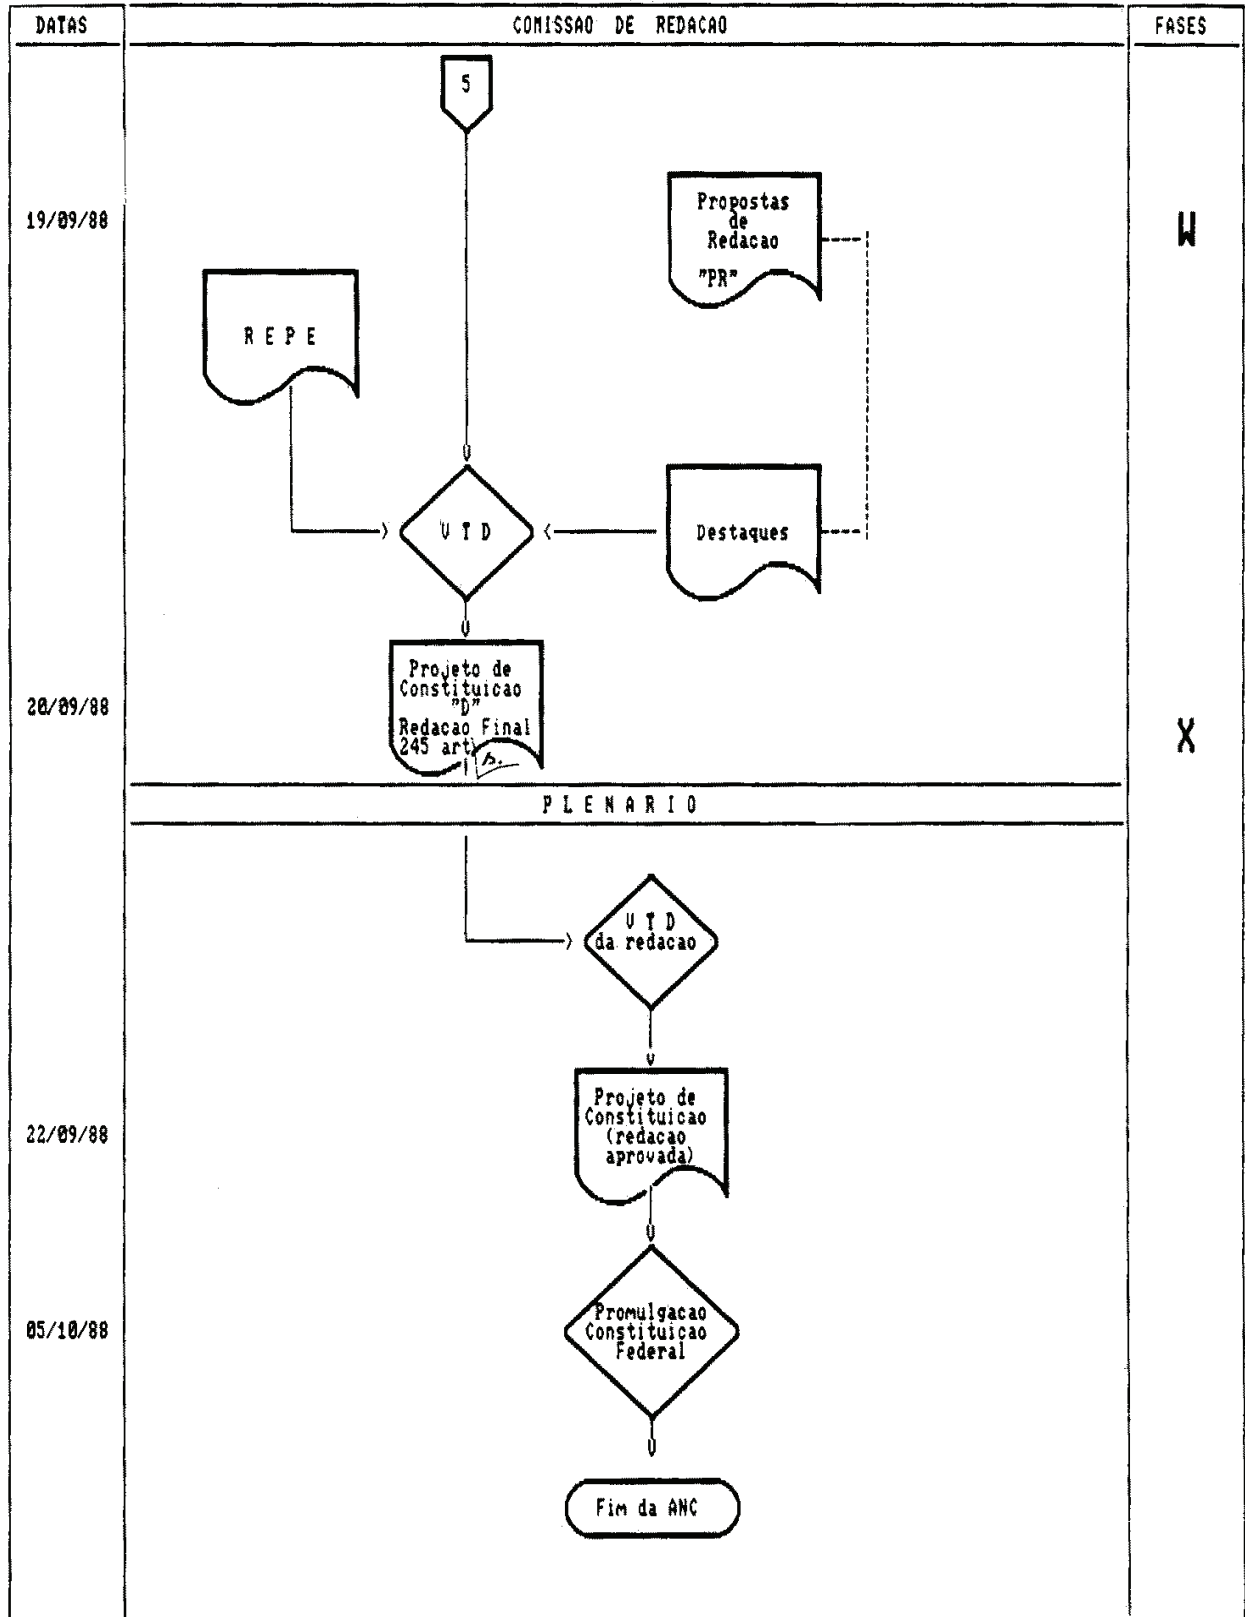 DATAS
COMISSAO DE REDACAO
FASES
5
19/09/88
Propostas
de
Redacao
"PR"
W
R E P E
V T D
Destaques
20/09/88
Projeto de
Constituicao
"D"
Redacao Final
245 art
s.
X
P L E N A R I O
V T D
da redacao
22/09/88
Projeto de
Constituicao
(redacao
aprovada)
05/10/88
Promulgacao
Constituicao
Federal
Fim da ANC